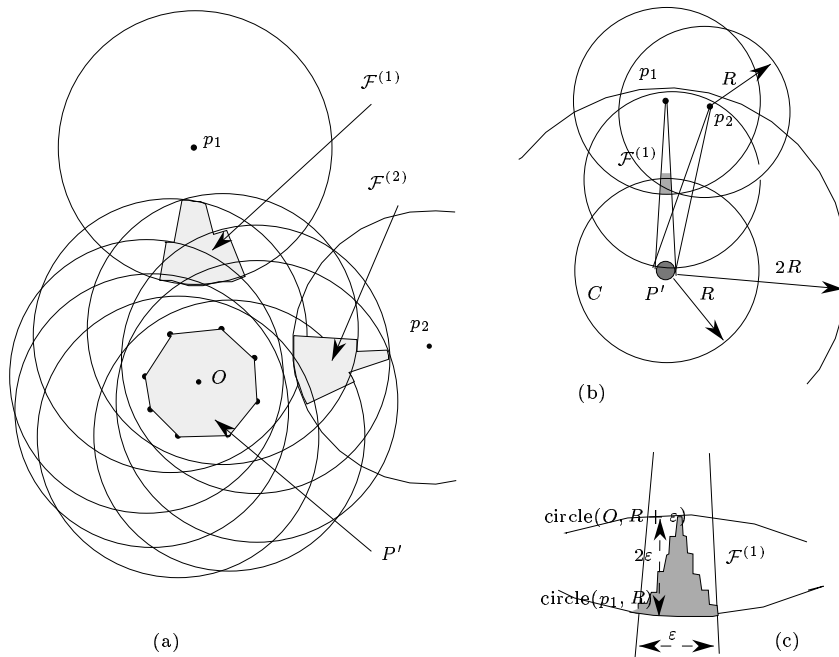 p₁
ℱ⁽¹⁾
ℱ⁽²⁾
p₂
O
P′
(a)
p₁
R
p₂
ℱ⁽¹⁾
2R
C
P′
R
(b)
circle(O, R + ε)
2ε
ℱ⁽¹⁾
circle(p₁, R)
ε
(c)